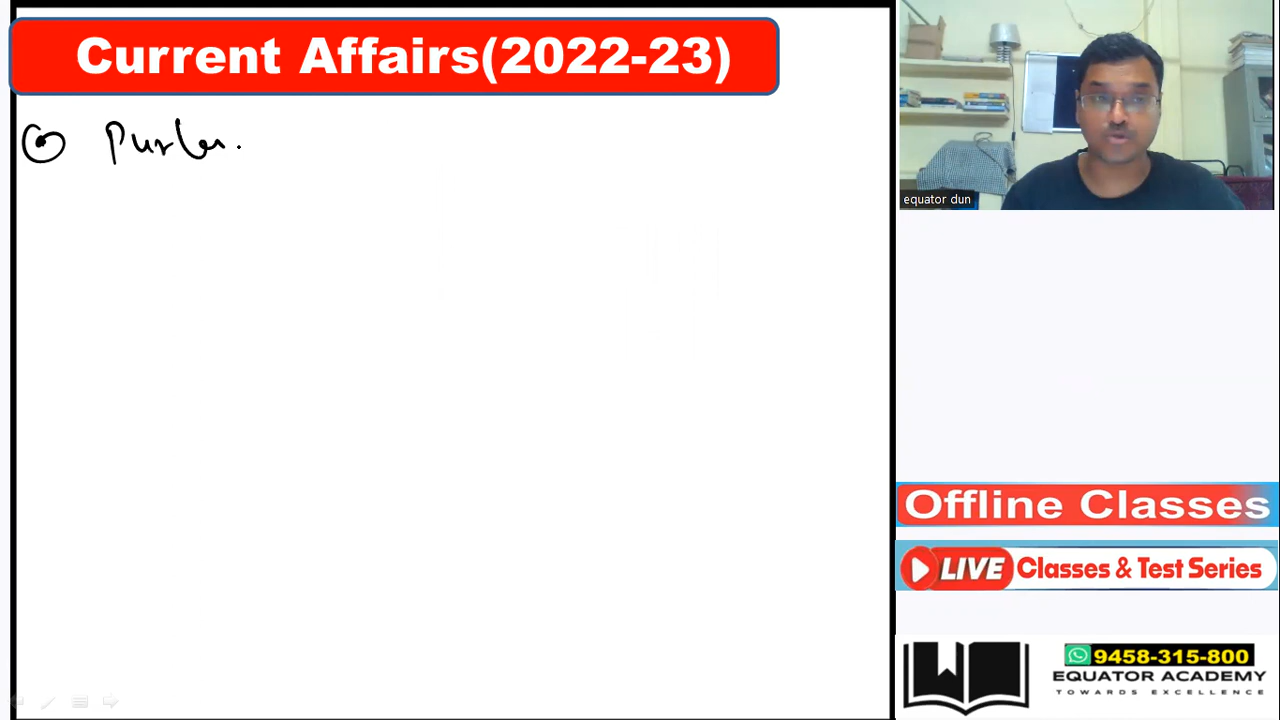 Current Affairs(2022-23)
equator dun
Offline Classes
LIVE Classes & Test Series
9458-315-800
EQUATOR ACADEMY
TOWARDS EXCELLENCE